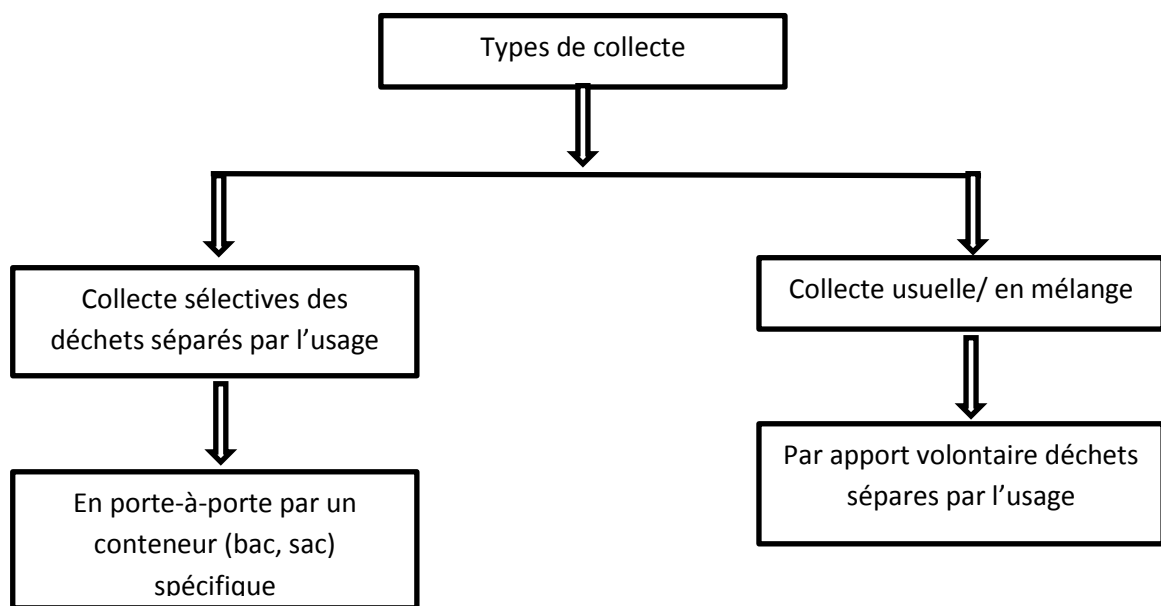 Types de collecte
Collecte sélectives des
déchets séparés par l’usage
Collecte usuelle/ en mélange
En porte-à-porte par un
conteneur (bac, sac)
spécifique
Par apport volontaire déchets
sépares par l’usage